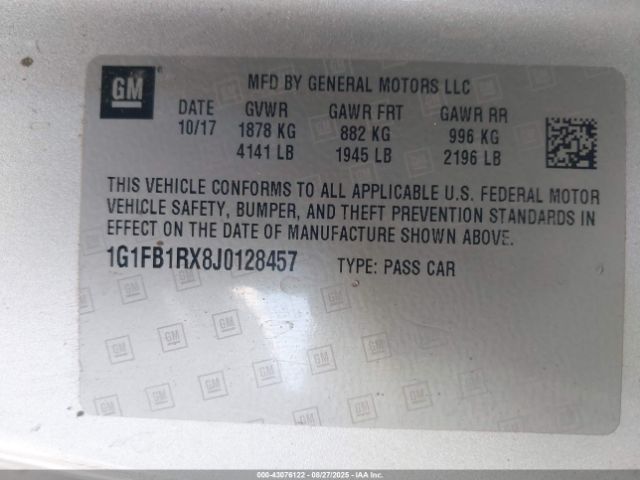 GM
MFD BY GENERAL MOTORS LLC
DATE GVWR GAWR FRT GAWR RR
10/17 1878 KG 882 KG 996 KG
4141 LB 1945 LB 2196 LB
THIS VEHICLE CONFORMS TO ALL APPLICABLE U.S. FEDERAL MOTOR
VEHICLE SAFETY, BUMPER, AND THEFT PREVENTION STANDARDS IN
EFFECT ON THE DATE OF MANUFACTURE SHOWN ABOVE.
1G1FB1RX8J0128457 TYPE: PASS CAR
000-43076122 - 08/27/2025 - IAAI.COM